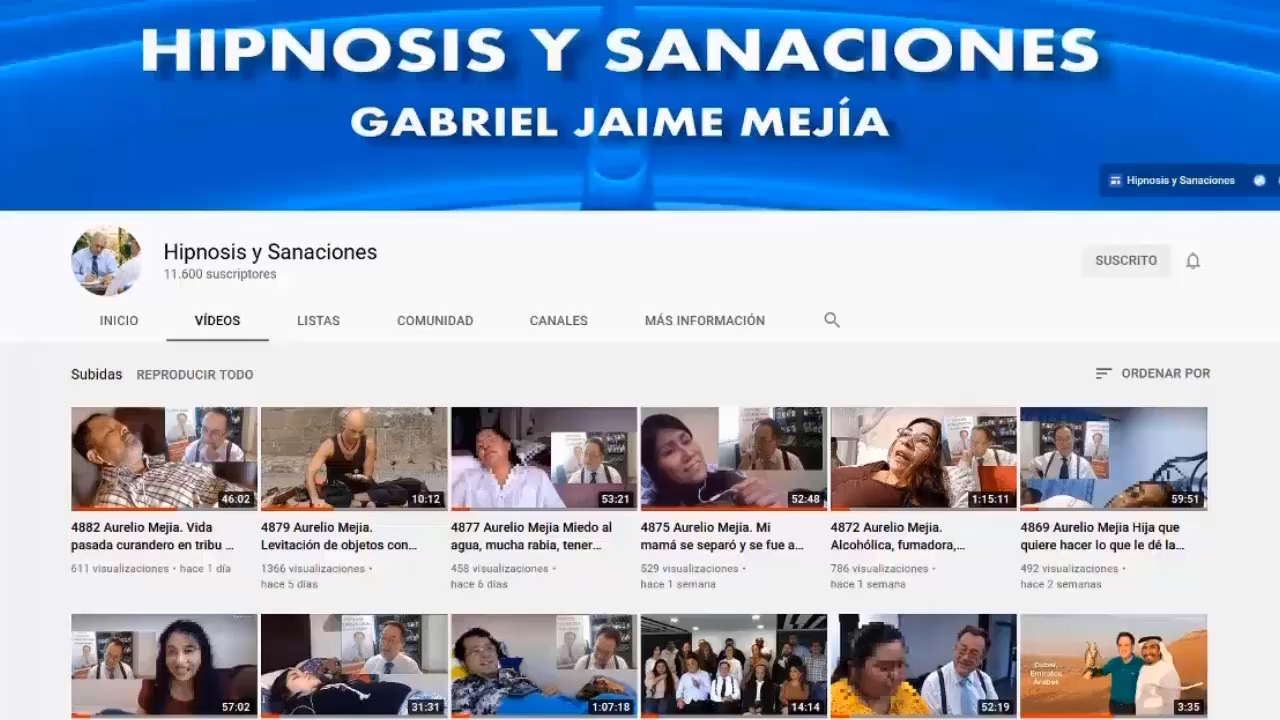 HIPNOSIS Y SANACIONES
GABRIEL JAIME MEJÍA
Hipnosis y Sanaciones
Hipnosis y Sanaciones
11.600 suscriptores
SUSCRITO
INICIO VÍDEOS LISTAS COMUNIDAD CANALES MÁS INFORMACIÓN
Subidas REPRODUCIR TODO
ORDENAR POR
46:02 10:12 53:21 52:48 1:15:11 59:51
4882 Aurelio Mejia. Vida
pasada curandero en tribu ...
611 visualizaciones • hace 1 día
4879 Aurelio Mejia.
Levitación de objetos con...
1366 visualizaciones •
hace 5 días
4877 Aurelio Mejia Miedo al
agua, mucha rabia, tener...
458 visualizaciones •
hace 6 días
4875 Aurelio Mejia. Mi
mamá se separó y se fue a...
529 visualizaciones •
hace 1 semana
4872 Aurelio Mejia.
Alcohólica, fumadora,...
786 visualizaciones •
hace 1 semana
4869 Aurelio Mejia Hija que
quiere hacer lo que le dé la...
492 visualizaciones •
hace 2 semanas
Dubai,
Emiratos
Árabes
57:02 31:31 1:07:18 14:14 52:19 3:35